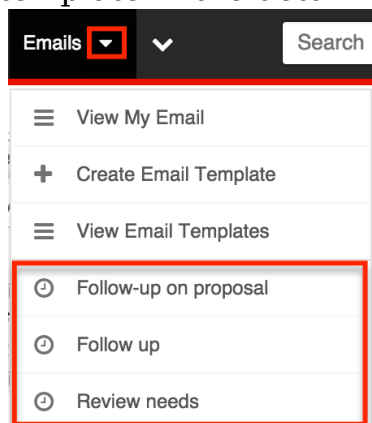 Emails
Search
View My Email
Create Email Template
View Email Templates
Follow-up on proposal
Follow up
Review needs